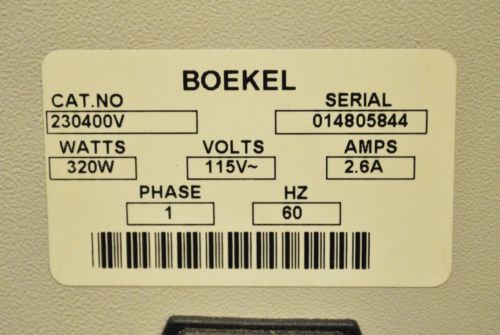 BOEKEL
CAT.NO SERIAL
230400V 014805844
WATTS VOLTS AMPS
320W 115V~ 2.6A
PHASE HZ
1 60